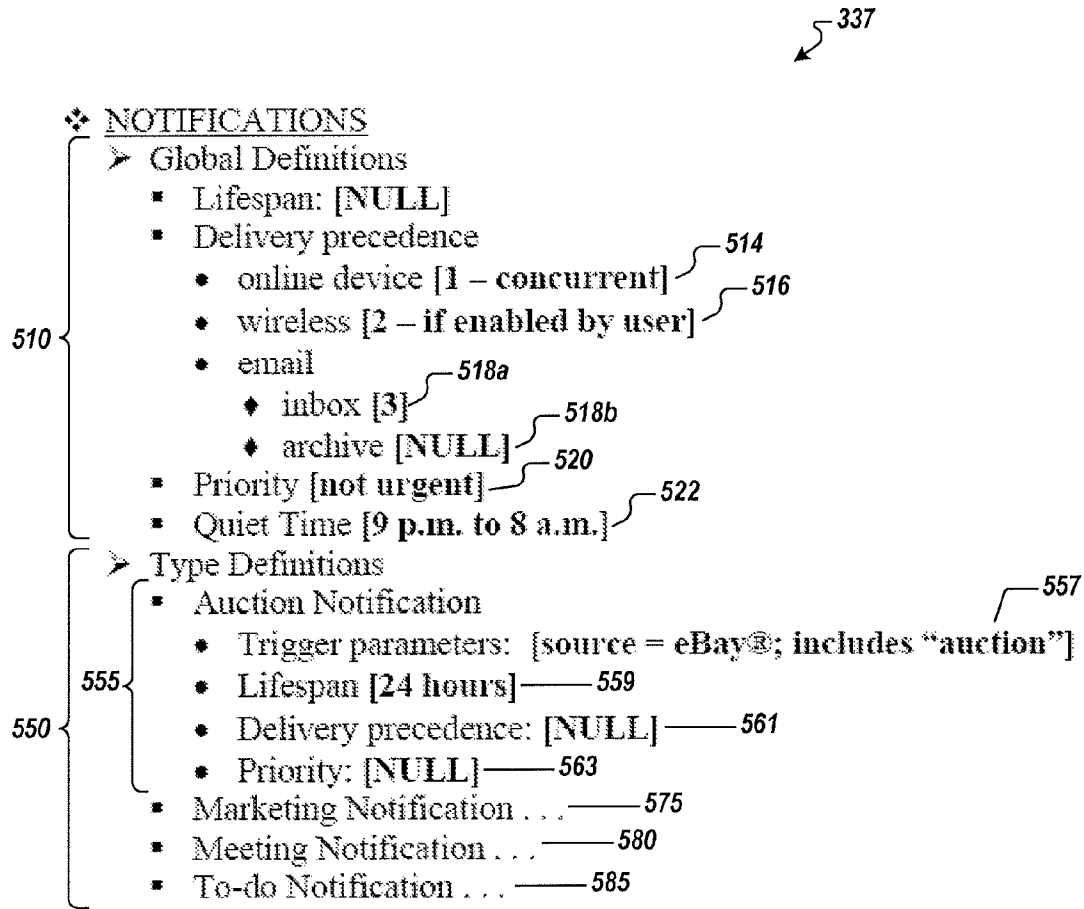 337
❖ NOTIFICATIONS
➢ Global Definitions
▪ Lifespan: [NULL]
▪ Delivery precedence
• online device [1 – concurrent] 514
• wireless [2 – if enabled by user] 516
510
• email
♦ inbox [3] 518a
♦ archive [NULL] 518b
▪ Priority [not urgent] 520
▪ Quiet Time [9 p.m. to 8 a.m.] 522
➢ Type Definitions
▪ Auction Notification 557
• Trigger parameters: [source = eBay®; includes “auction”]
555 • Lifespan [24 hours] 559
550 • Delivery precedence: [NULL] 561
• Priority: [NULL] 563
▪ Marketing Notification . . . 575
▪ Meeting Notification . . . 580
▪ To-do Notification . . . 585